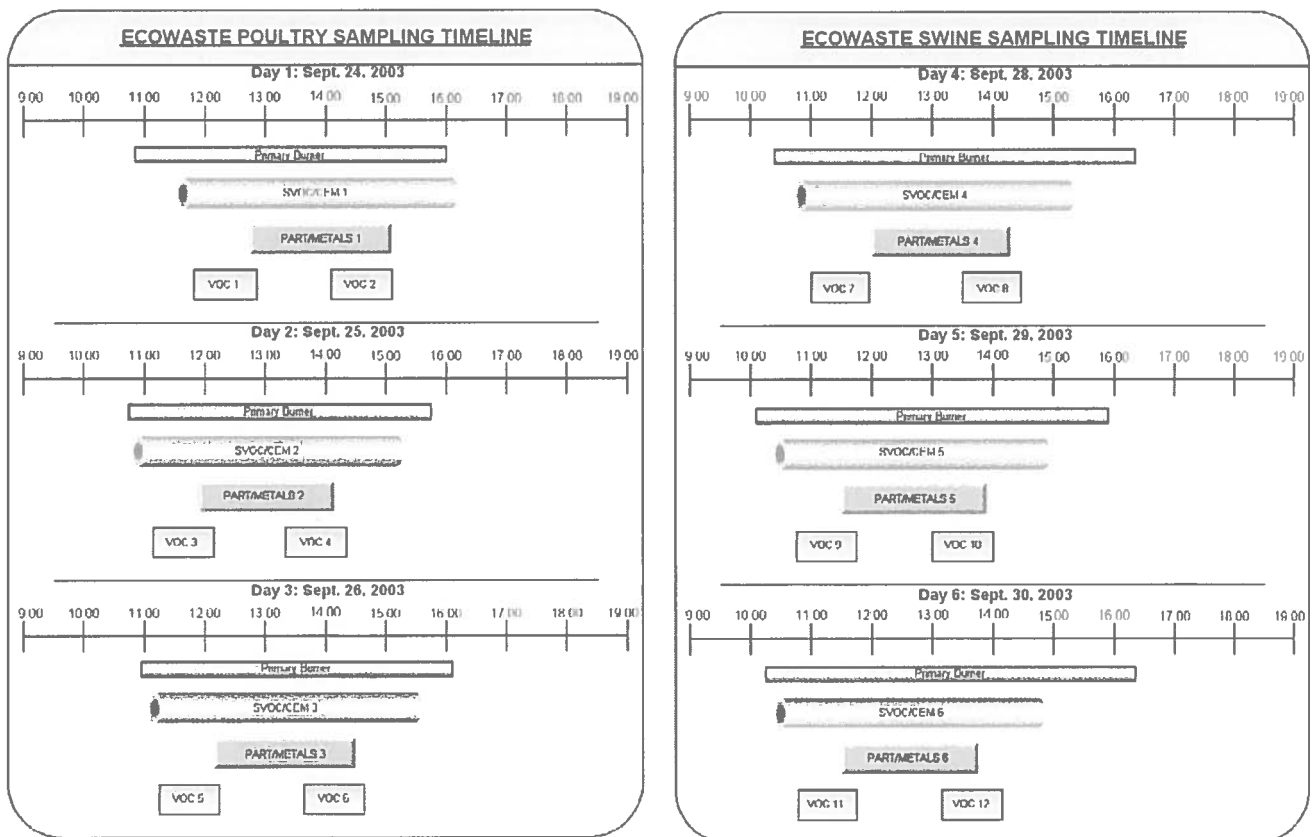 ECOWASTE POULTRY SAMPLING TIMELINE
Day 1: Sept. 24, 2003
9:00 10:00 11:00 12:00 13:00 14:00 15:00 16:00 17:00 18:00 19:00
Primary Burner
SVOC/CEM 1
PART/METALS 1
VOC 1 VOC 2
Day 2: Sept. 25, 2003
9:00 10:00 11:00 12:00 13:00 14:00 15:00 16:00 17:00 18:00 19:00
Primary Burner
SVOC/CEM 2
PART/METALS 2
VOC 3 VOC 4
Day 3: Sept. 26, 2003
9:00 10:00 11:00 12:00 13:00 14:00 15:00 16:00 17:00 18:00 19:00
Primary Burner
SVOC/CEM 3
PART/METALS 3
VOC 5 VOC 6
ECOWASTE SWINE SAMPLING TIMELINE
Day 4: Sept. 28, 2003
9:00 10:00 11:00 12:00 13:00 14:00 15:00 16:00 17:00 18:00 19:00
Primary Burner
SVOC/CEM 4
PART/METALS 4
VOC 7 VOC 8
Day 5: Sept. 29, 2003
9:00 10:00 11:00 12:00 13:00 14:00 15:00 16:00 17:00 18:00 19:00
Primary Burner
SVOC/CEM 5
PART/METALS 5
VOC 9 VOC 10
Day 6: Sept. 30, 2003
9:00 10:00 11:00 12:00 13:00 14:00 15:00 16:00 17:00 18:00 19:00
Primary Burner
SVOC/CEM 6
PART/METALS 6
VOC 11 VOC 12